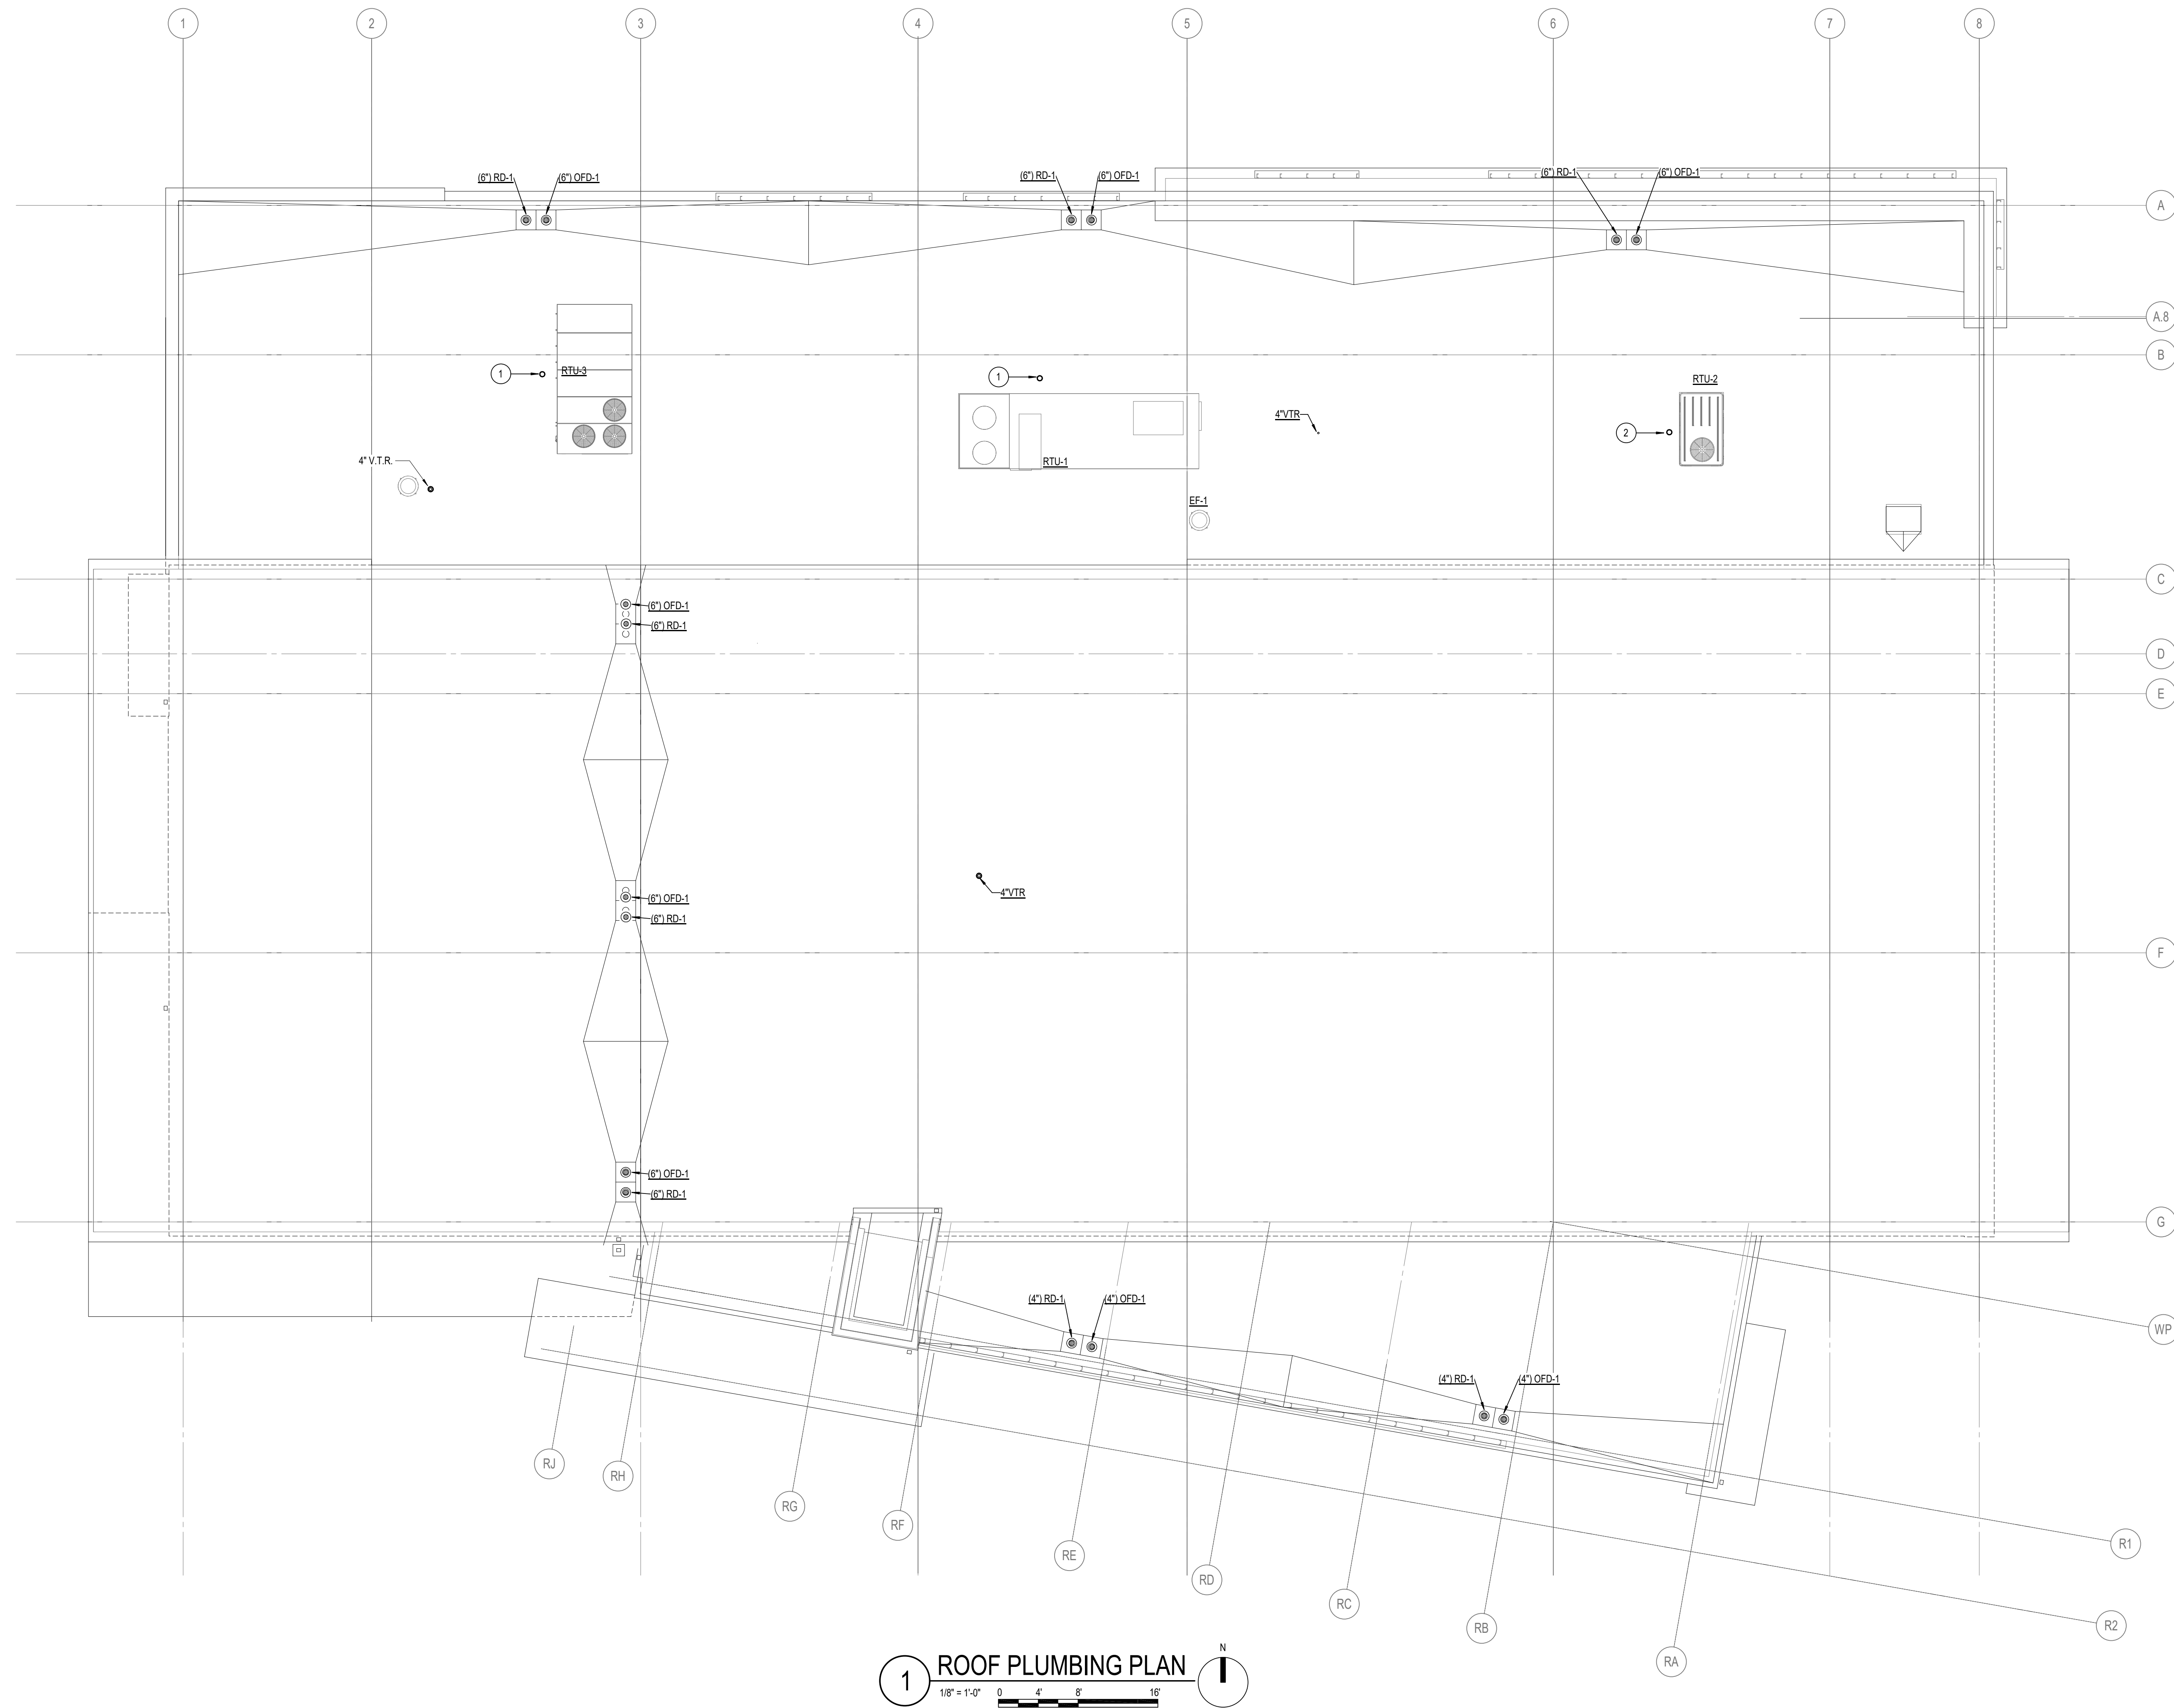 1 2 3 4 5 6 7 8
(6") RD-1 (6") OFD-1 (6") RD-1 (6") OFD-1 (6") RD-1 (6") OFD-1
A
A.8
B
1 RTU-3 1 RTU-2
4"VTR 2
4" V.T.R. RTU-1
EF-1
C
(6") OFD-1
(6") RD-1
D
E
4"VTR
(6") OFD-1
(6") RD-1
F
(6") OFD-1
(6") RD-1
G
(4") RD-1 (4") OFD-1
WP
(4") RD-1 (4") OFD-1
RJ RH RG RF RE RD RC RB RA
R1
R2
1 ROOF PLUMBING PLAN N
1/8" = 1'-0" 0 4' 8' 16'